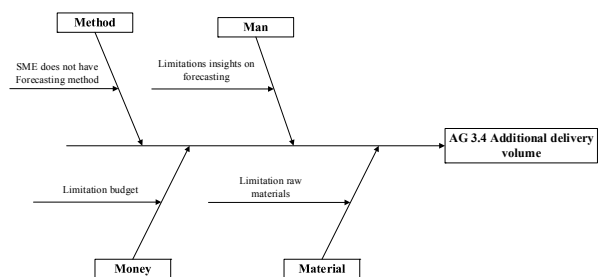 Method
Man
SME does not have
Forecasting method
Limitations insights on
forecasting
AG 3.4 Additional delivery
volume
Limitation budget
Limitation raw
materials
Money
Material